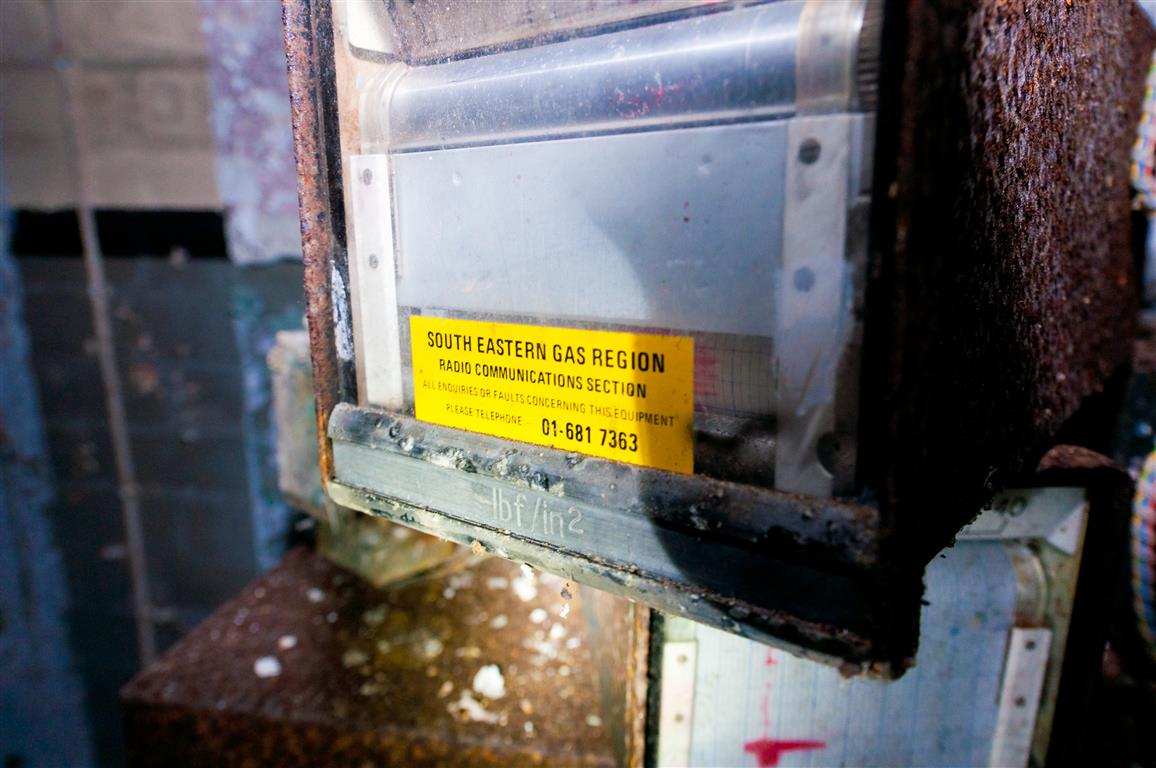 SOUTH EASTERN GAS REGION
RADIO COMMUNICATIONS SECTION
ALL ENQUIRIES OR FAULTS CONCERNING THIS EQUIPMENT
PLEASE TELEPHONE:- 01-681 7363
lbf/in2
40